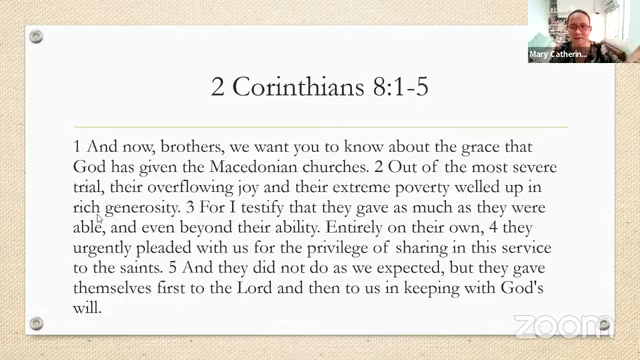 Mary Catherin...
2 Corinthians 8:1-5
1 And now, brothers, we want you to know about the grace that
God has given the Macedonian churches. 2 Out of the most severe
trial, their overflowing joy and their extreme poverty welled up in
rich generosity. 3 For I testify that they gave as much as they were
able, and even beyond their ability. Entirely on their own, 4 they
urgently pleaded with us for the privilege of sharing in this service
to the saints. 5 And they did not do as we expected, but they gave
themselves first to the Lord and then to us in keeping with God's
will.
zoom